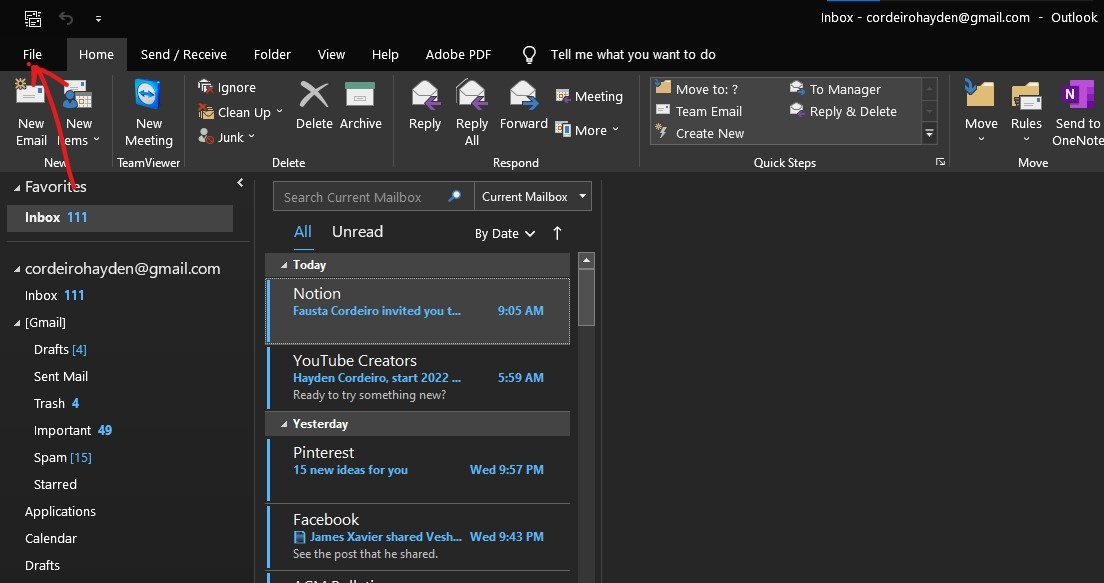 Inbox - cordeirohayden@gmail.com - Outlook
File Home Send / Receive Folder View Help Adobe PDF Tell me what you want to do
New Email
New Items
New
New Meeting
TeamViewer
Ignore
Clean Up
Junk
Delete
Archive
Delete
Reply
Reply All
Forward
Meeting
More
Respond
Move to: ?
Team Email
Create New
To Manager
Reply & Delete
Quick Steps
Move
Rules
N
Send to OneNote
Move
Favorites
Inbox 111
cordeirohayden@gmail.com
Inbox 111
[Gmail]
Drafts [4]
Sent Mail
Trash 4
Important 49
Spam [15]
Starred
Applications
Calendar
Drafts
Search Current Mailbox
Current Mailbox
All Unread By Date
Today
Notion
Fausta Cordeiro invited you t... 9:05 AM
YouTube Creators
Hayden Cordeiro, start 2022 ... 5:59 AM
Ready to try something new?
Yesterday
Pinterest
15 new ideas for you Wed 9:57 PM
Facebook
James Xavier shared Vesh... Wed 9:43 PM
See the post that he shared.